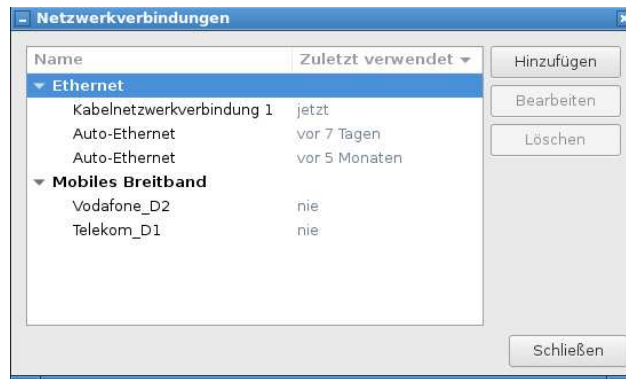 Netzwerkverbindungen
Name Zuletzt verwendet
Hinzufügen
Ethernet
Bearbeiten
Kabelnetzwerkverbindung 1 jetzt
Auto-Ethernet vor 7 Tagen
Löschen
Auto-Ethernet vor 5 Monaten
Mobiles Breitband
Vodafone_D2 nie
Telekom_D1 nie
Schließen